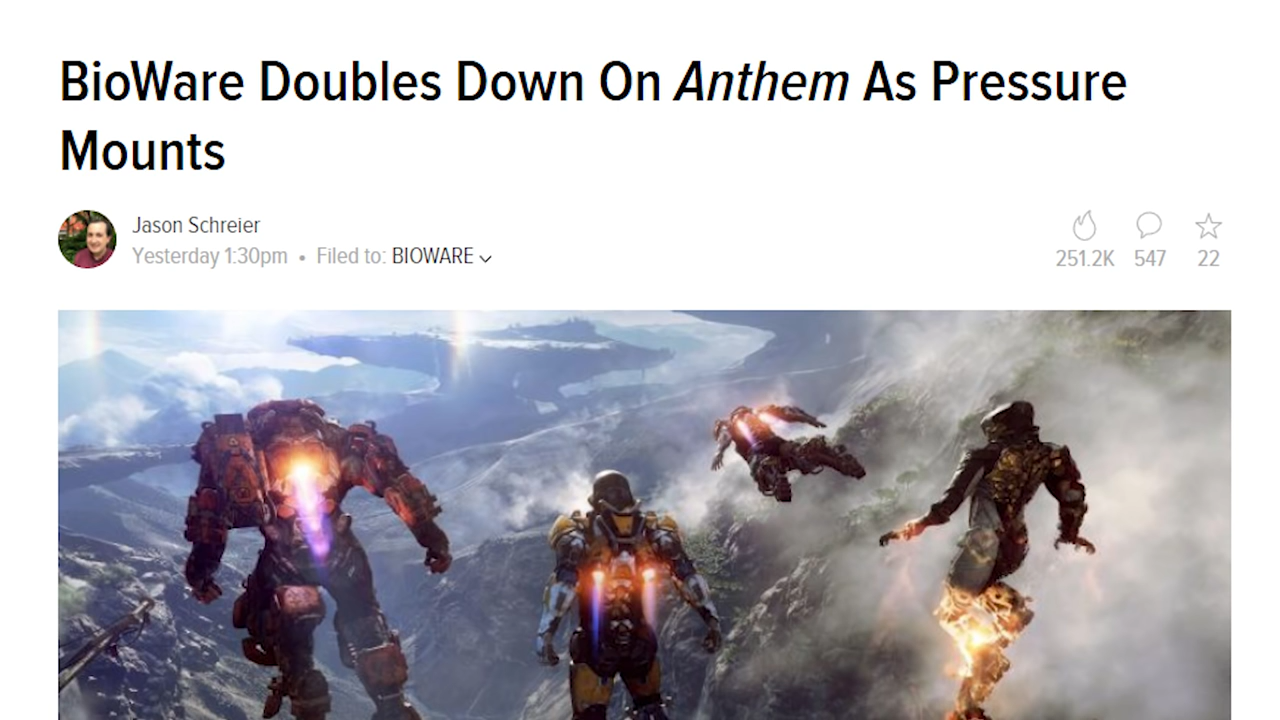 BioWare Doubles Down On Anthem As Pressure
Mounts
Jason Schreier
Yesterday 1:30pm • Filed to: BIOWARE
251.2K 547 22